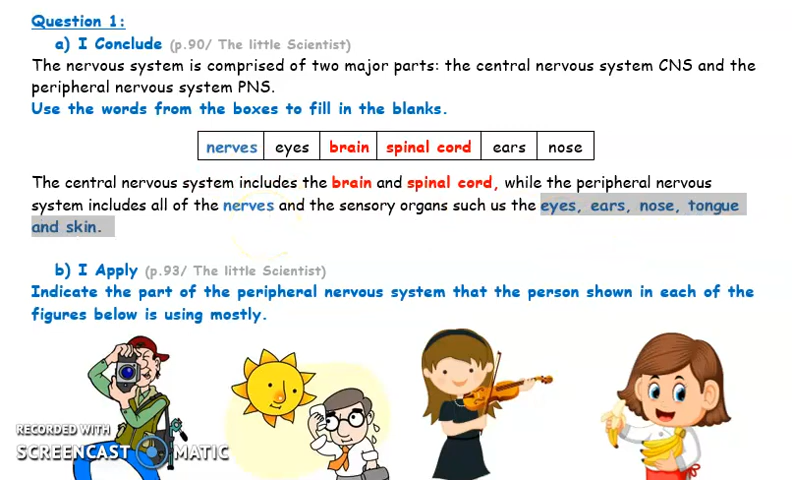 Question 1:
a) I Conclude (p.90/ The little Scientist)
The nervous system is comprised of two major parts: the central nervous system CNS and the
peripheral nervous system PNS.
Use the words from the boxes to fill in the blanks.
nerves eyes brain spinal cord ears nose
The central nervous system includes the brain and spinal cord, while the peripheral nervous
system includes all of the nerves and the sensory organs such us the eyes, ears, nose, tongue
and skin.
b) I Apply (p.93/ The little Scientist)
Indicate the part of the peripheral nervous system that the person shown in each of the
figures below is using mostly.
RECORDED WITH
SCREENCAST MATIC